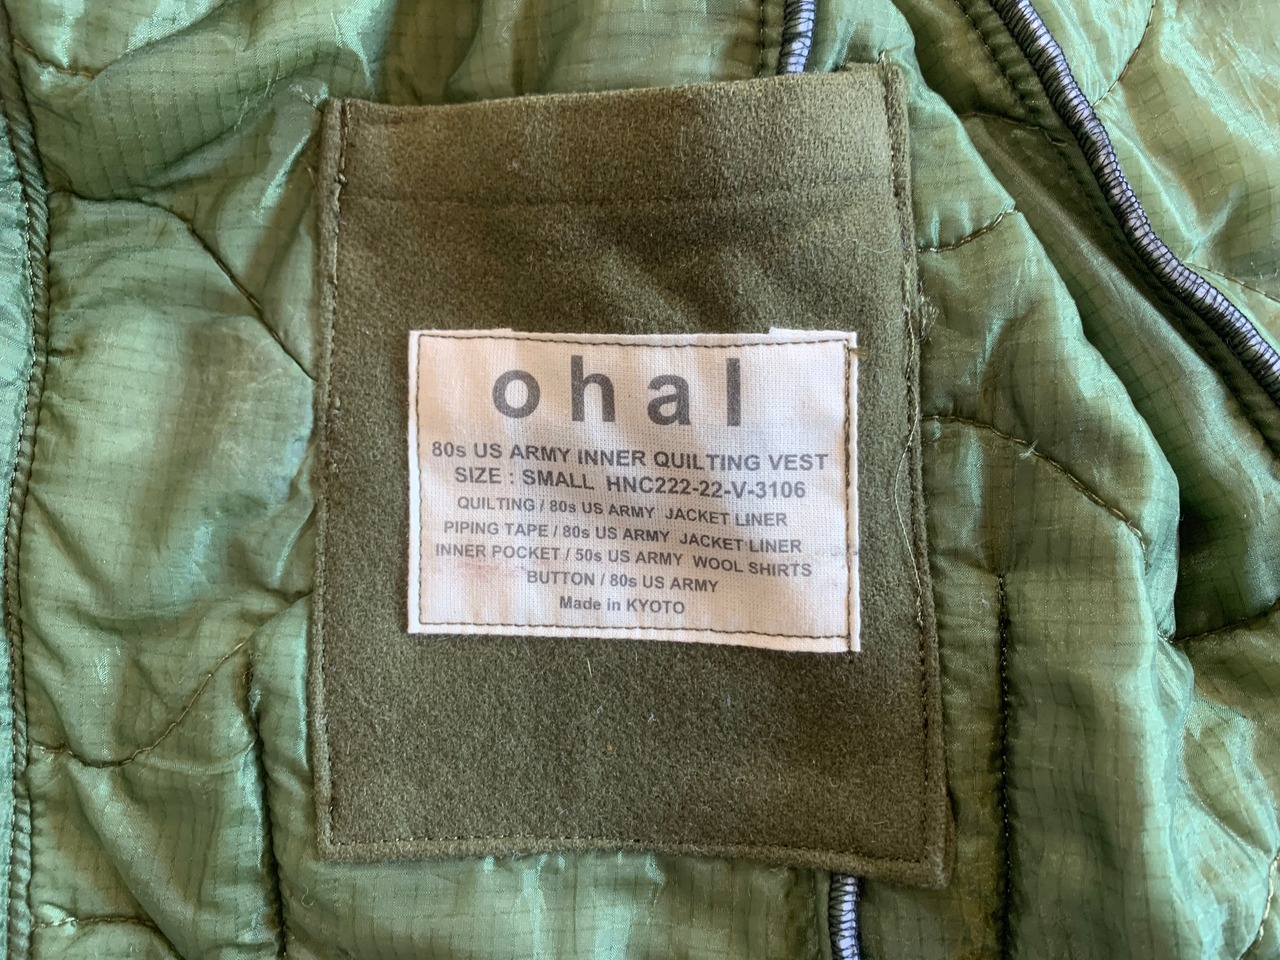 ohal
80s US ARMY INNER QUILTING VEST
SIZE : SMALL HNC222-22-V-3106
QUILTING / 80s US ARMY JACKET LINER
PIPING TAPE / 80s US ARMY JACKET LINER
INNER POCKET / 50s US ARMY WOOL SHIRTS
BUTTON / 80s US ARMY
Made in KYOTO